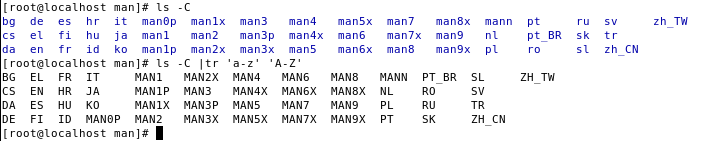 [root@localhost man]# ls -C
bg  de  es  hr  it  man0p  man1x  man3   man4   man5x  man7   man8x  mann  pt     ru  sv     zh_TW
cs  el  fi  hu  ja  man1   man2   man3p  man4x  man6   man7x  man9   nl    pt_BR  sk  tr
da  en  fr  id  ko  man1p  man2x  man3x  man5   man6x  man8   man9x  pl    ro     sl  zh_CN
[root@localhost man]# ls -C |tr 'a-z' 'A-Z'
BG  EL  FR  IT     MAN1   MAN2X  MAN4   MAN6   MAN8   MANN  PT_BR  SL     ZH_TW
CS  EN  HR  JA     MAN1P  MAN3   MAN4X  MAN6X  MAN8X  NL    RO     SV
DA  ES  HU  KO     MAN1X  MAN3P  MAN5   MAN7   MAN9   PL    RU     TR
DE  FI  ID  MAN0P  MAN2   MAN3X  MAN5X  MAN7X  MAN9X  PT    SK     ZH_CN
[root@localhost man]#